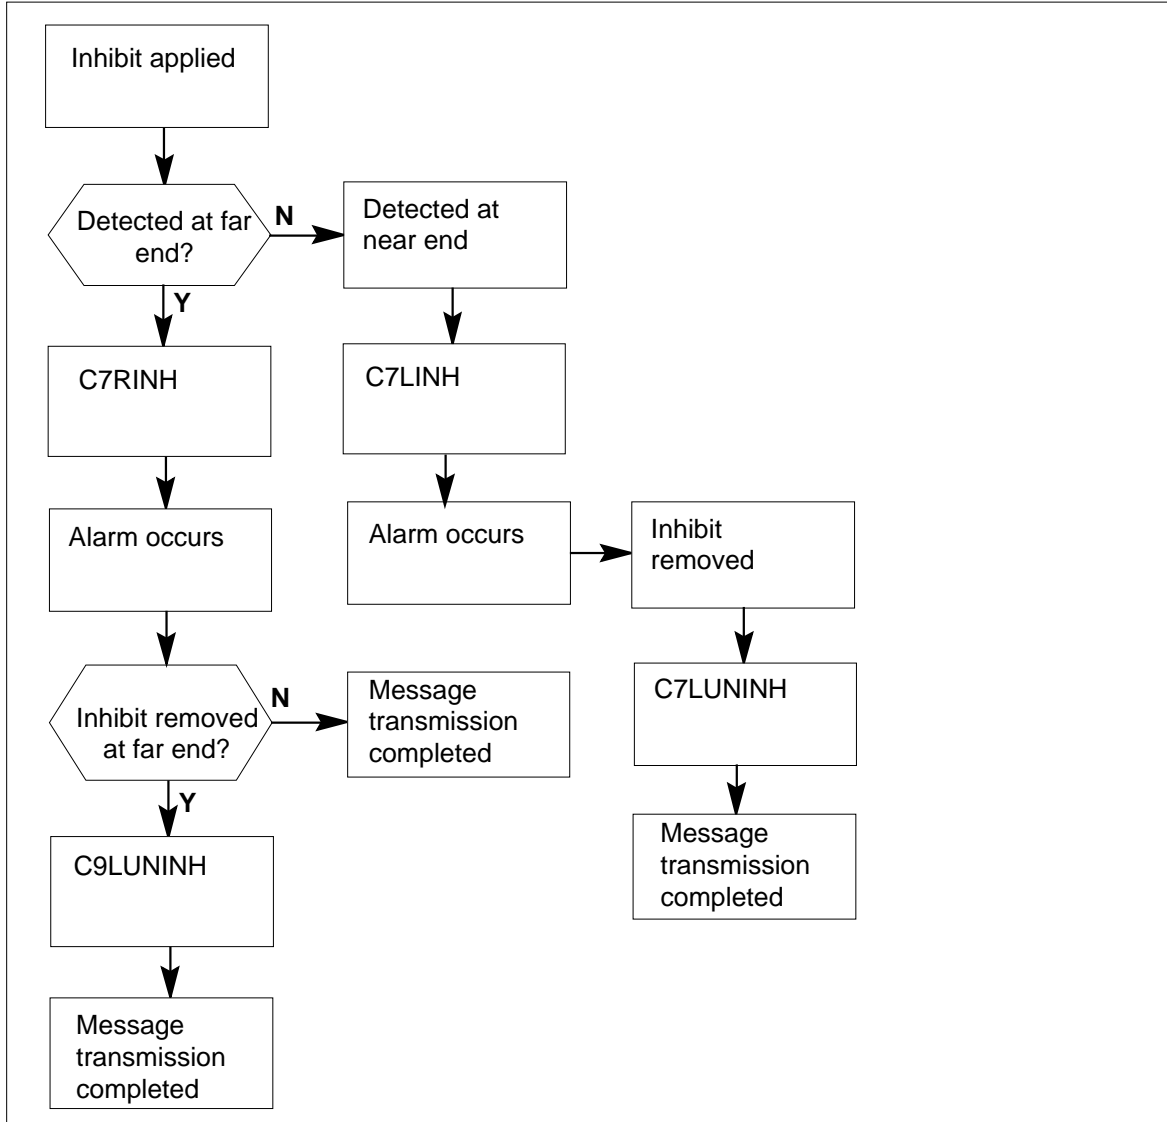 Inhibit applied
Detected at far
end?
N
Detected at
near end
Y
C7RINH
C7LINH
Alarm occurs
Alarm occurs
Inhibit
removed
Inhibit removed
at far end?
N
Message
transmission
completed
C7LUNINH
Y
C9LUNINH
Message
transmission
completed
Message
transmission
completed